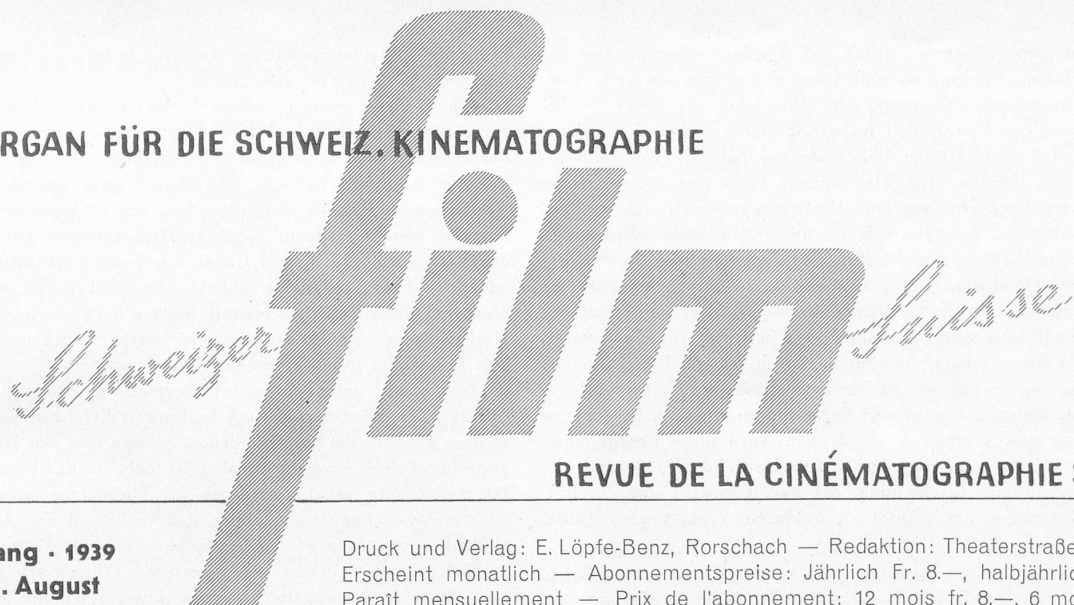 RGAN FÜR DIE SCHWEIZ. KINEMATOGRAPHIE
Schweizer film Suisse
REVUE DE LA CINÉMATOGRAPHIE S
ang · 1939
. August
Druck und Verlag: E. Löpfe-Benz, Rorschach — Redaktion: Theaterstraße
Erscheint monatlich — Abonnementspreise: Jährlich Fr. 8.—, halbjährlic
Paraît mensuellement — Prix de l'abonnement: 12 mois fr. 8.—, 6 mo